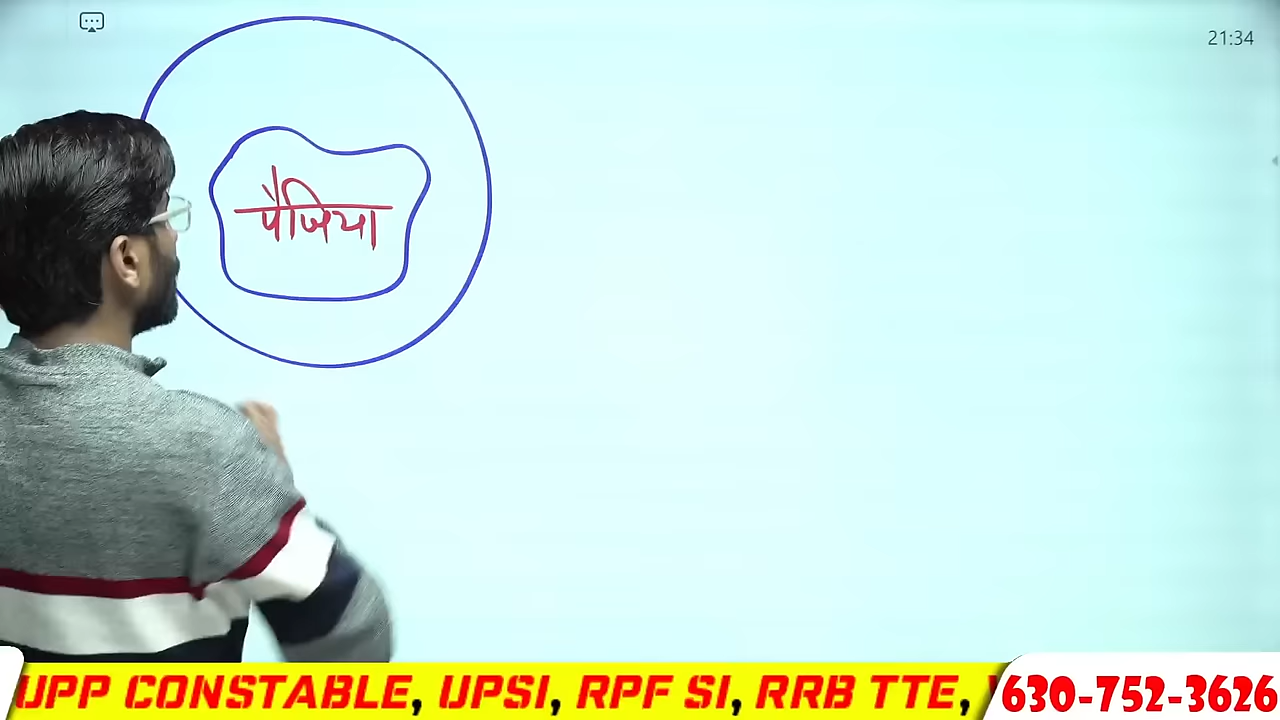 21:34
पैंजिया
UPP CONSTABLE, UPSI, RPF SI, RRB TTE,
630-752-3626